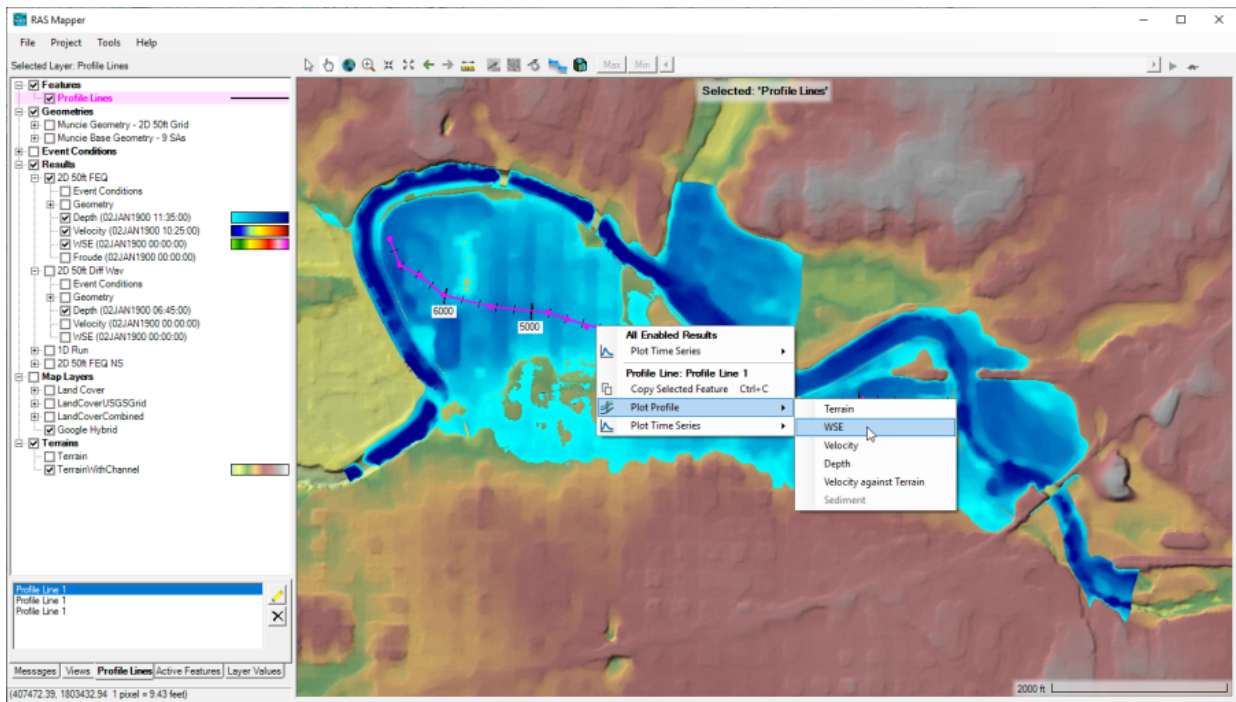 RAS Mapper
File Project Tools Help
Selected Layer: Profile Lines
Max Min
Features
Profile Lines
Geometries
Muncie Geometry - 2D 50ft Grid
Muncie Base Geometry - 9 SAs
Event Conditions
Results
2D 50ft FEQ
Event Conditions
Geometry
Depth (02JAN1900 11:35:00)
Velocity (02JAN1900 10:25:00)
WSE (02JAN1900 00:00:00)
Froude (02JAN1900 00:00:00)
2D 50ft Diff Wav
Event Conditions
Geometry
Depth (02JAN1900 06:45:00)
Velocity (02JAN1900 00:00:00)
WSE (02JAN1900 00:00:00)
1D Run
2D 50ft FEQ NS
Map Layers
Land Cover
LandCoverUSGSGrid
LandCoverCombined
Google Hybrid
Terrains
Terrain
TerrainWithChannel
Profile Line 1
Profile Line 1
Profile Line 1
Messages Views Profile Lines Active Features Layer Values
(407472.39, 1803432.94 1 pixel = 9.43 feet)
Selected: 'Profile Lines'
6000
5000
All Enabled Results
Plot Time Series
Profile Line: Profile Line 1
Copy Selected Feature Ctrl+C
Plot Profile
Plot Time Series
Terrain
WSE
Velocity
Depth
Velocity against Terrain
Sediment
2000 ft